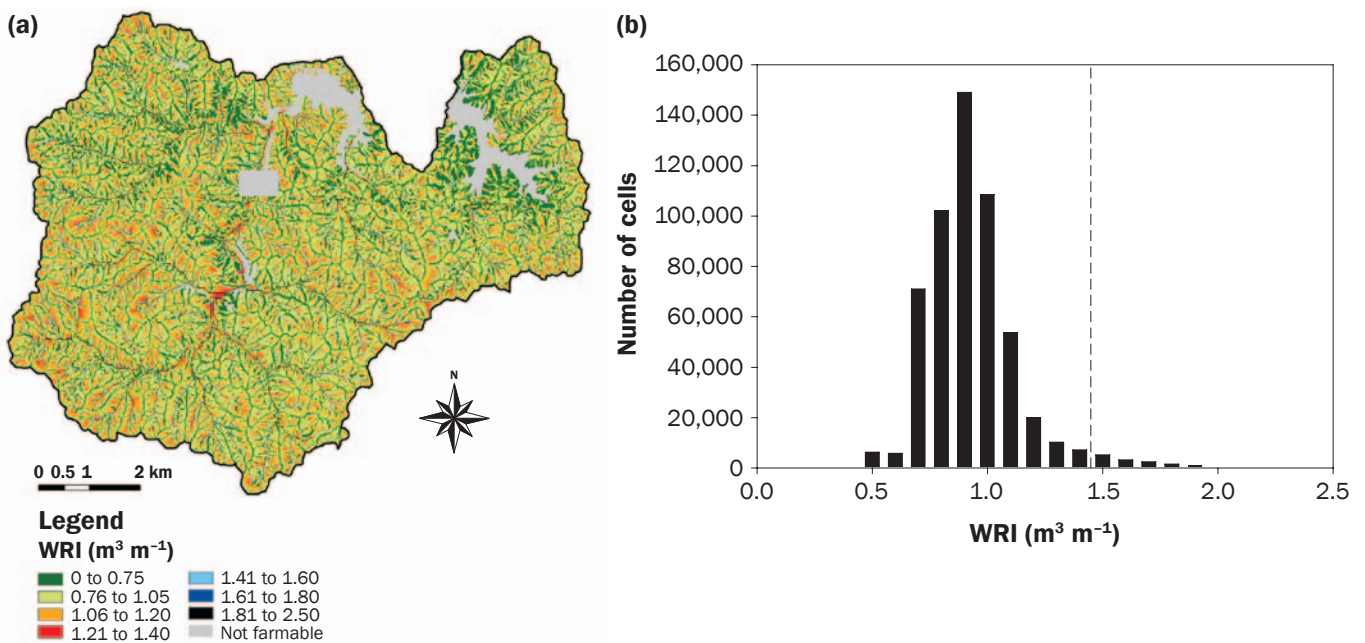 (a)
N
0 0.5 1 2 km
Legend
WRI (m³ m⁻¹)
0 to 0.75
0.76 to 1.05
1.06 to 1.20
1.21 to 1.40
1.41 to 1.60
1.61 to 1.80
1.81 to 2.50
Not farmable
(b)
Number of cells
160,000
140,000
120,000
100,000
80,000
60,000
40,000
20,000
0
0.0 0.5 1.0 1.5 2.0 2.5
WRI (m³ m⁻¹)